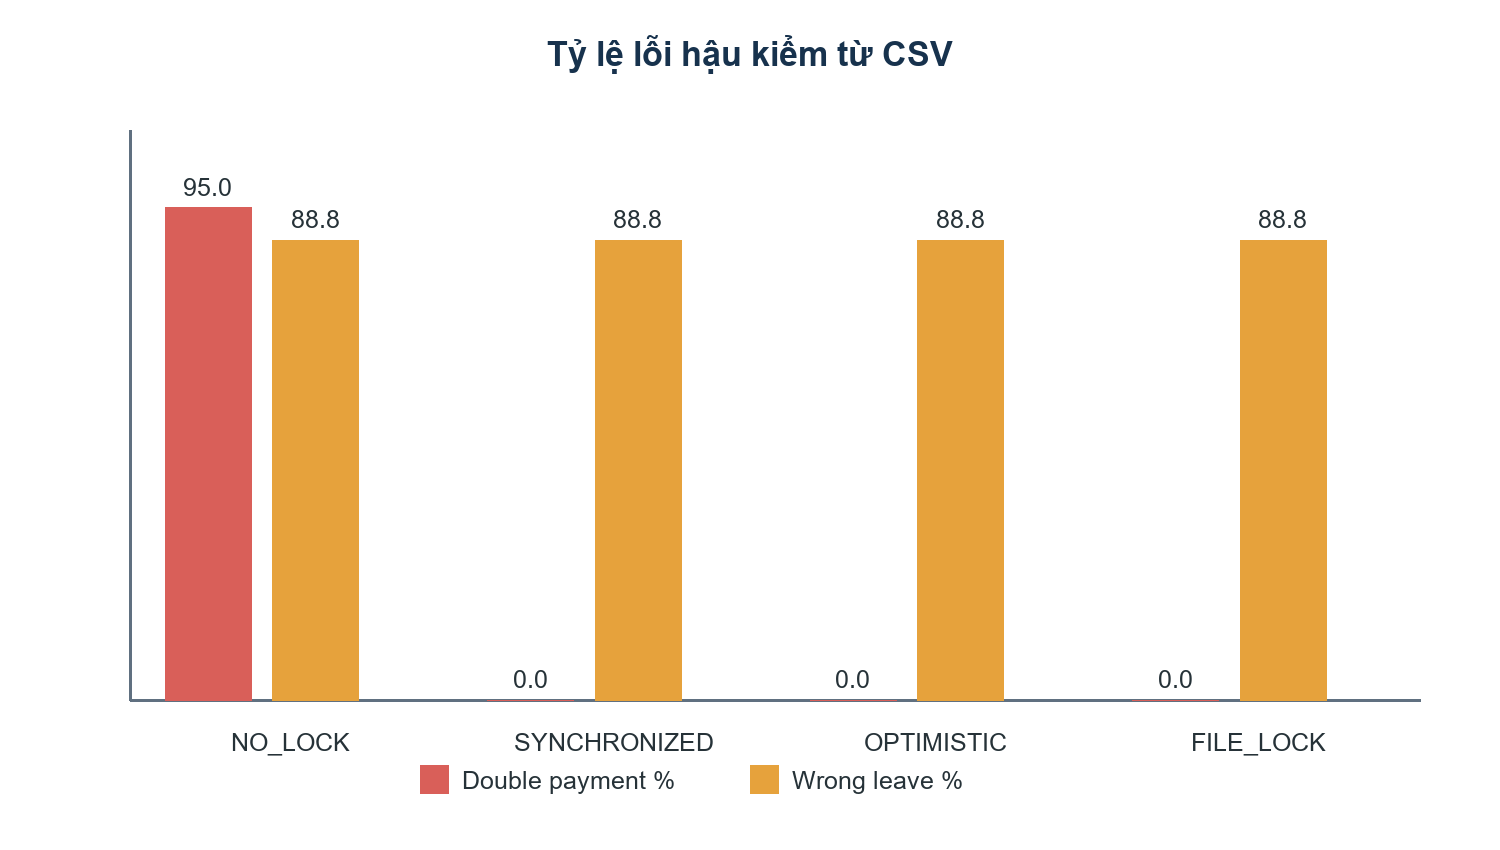 Tỷ lệ lỗi hậu kiểm từ CSV
95.0
88.8
88.8
88.8
88.8
0.0
0.0
0.0
NO_LOCK
SYNCHRONIZED
OPTIMISTIC
FILE_LOCK
Double payment %
Wrong leave %